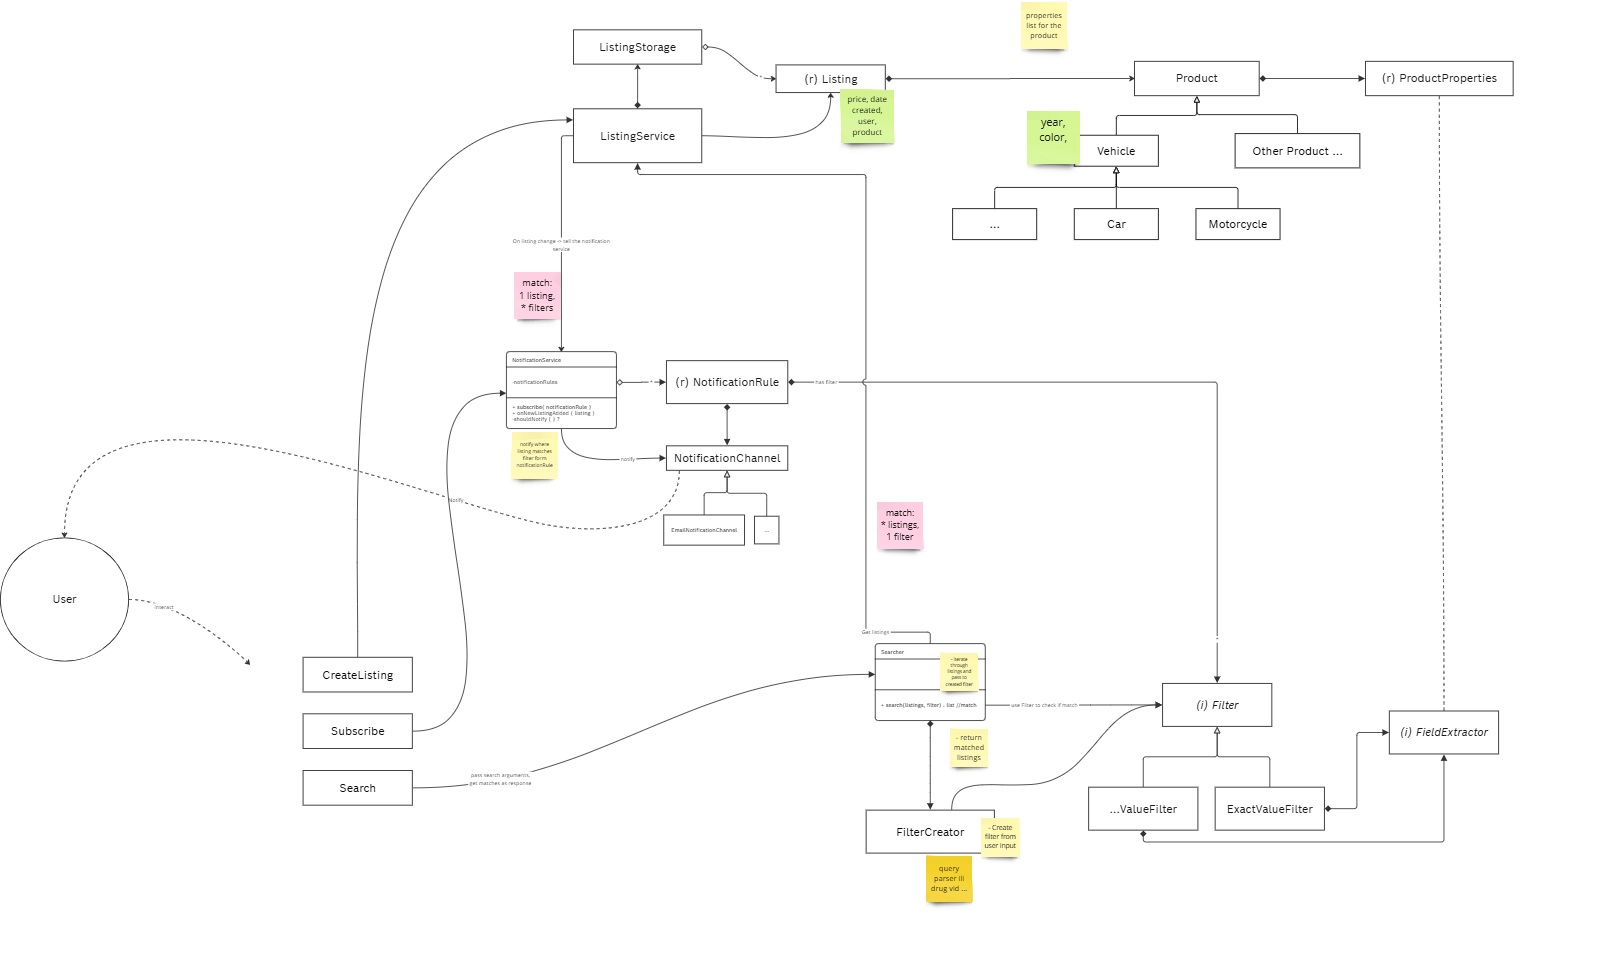 properties
list for the
product
ListingStorage
(r) Listing
Product
(r) ProductProperties
price, date
created,
user,
product
ListingService
year,
color,
Vehicle
Other Product ...
...
Car
Motorcycle
On listing change -> tell the notification
service
match:
1 listing,
* filters
NotificationService
-notificationRules
+ subscribe( notificationRule )
+ onNewListingAdded ( listing )
-shouldNotify ( ) ?
*
(r) NotificationRule
has filter
notify where
listing matches
filter form
notificationRule
notify
NotificationChannel
Notify
EmailNotificationChannel
...
match:
* listings,
1 filter
User
interact
Get listings
CreateListing
Subscribe
Search
pass search arguments,
get matches as response
Searcher
- iterate
through
listings and
pass to
created filter
+ search(listings, filter) - list //match
use Filter to check if match
(i) Filter
(i) FieldExtractor
- return
matched
listings
...ValueFilter
ExactValueFilter
FilterCreator
- Create
filter from
user input
query
parser ili
drug vid ...